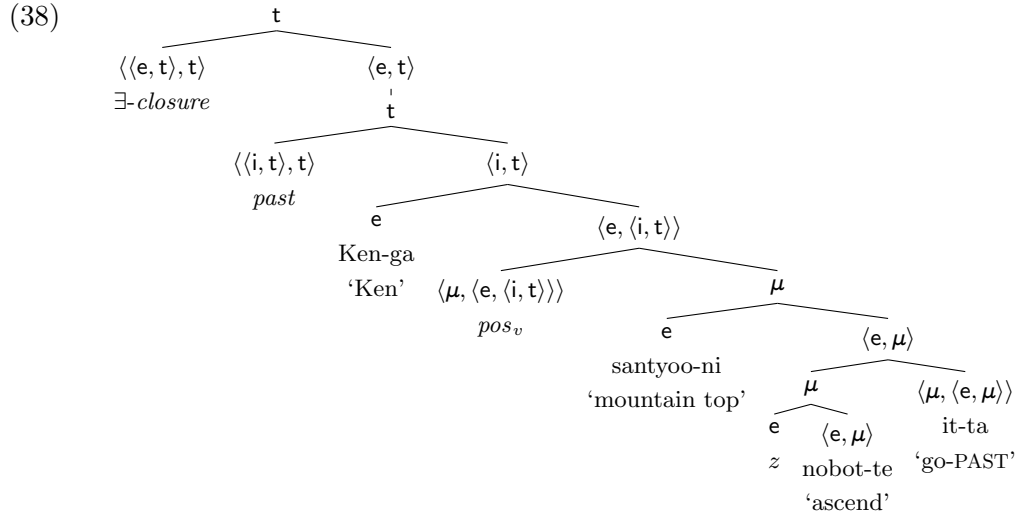 (38)
t
⟨⟨e, t⟩, t⟩ ⟨e, t⟩
∃-closure
t
⟨⟨i, t⟩, t⟩ ⟨i, t⟩
past
e ⟨e, ⟨i, t⟩⟩
Ken-ga
‘Ken’ ⟨μ, ⟨e, ⟨i, t⟩⟩⟩ μ
pos_v
e ⟨e, μ⟩
santyoo-ni
‘mountain top’
μ ⟨μ, ⟨e, μ⟩⟩
e ⟨e, μ⟩ it-ta
z nobot-te ‘go-PAST’
‘ascend’